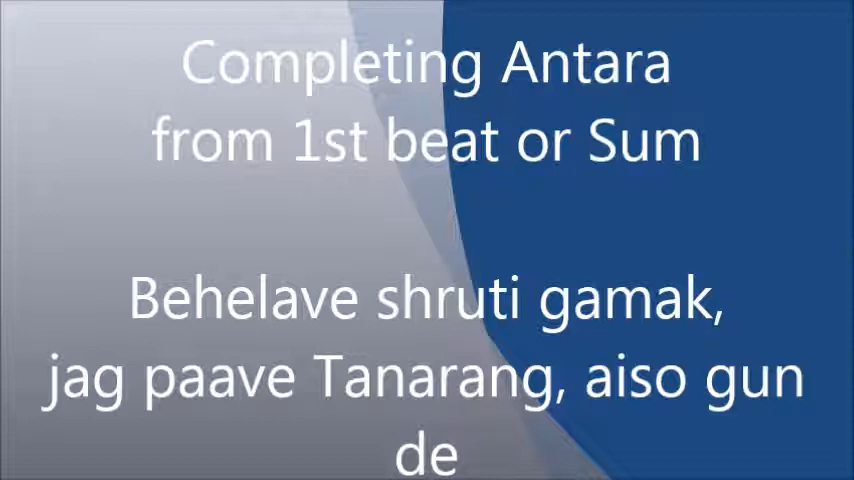 Completing Antara
from 1st beat or Sum
Behelave shruti gamak,
jag paave Tanarang, aiso gun
de